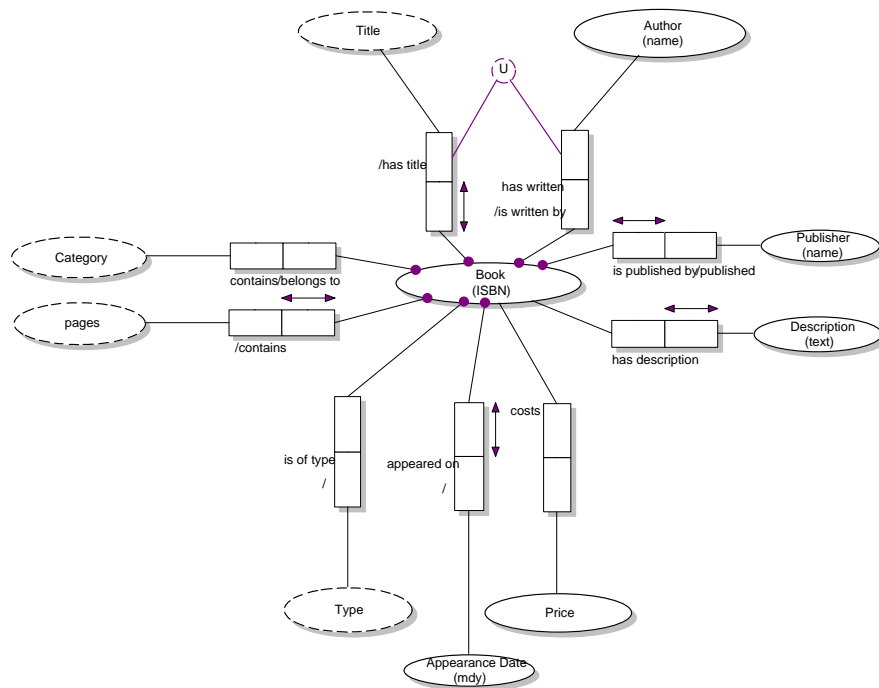 Title
Author
(name)
U
/has title
has written
/is written by
Category
contains/belongs to
Book
(ISBN)
Publisher
(name)
is published by/published
pages
/contains
Description
(text)
has description
is of type
/
appeared on
/
costs
Type
Price
Appearance Date
(mdy)